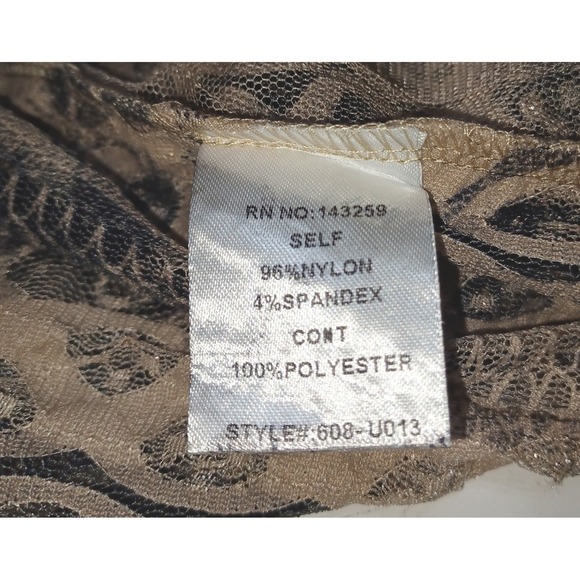 RN NO:143259
SELF
96%NYLON
4%SPANDEX
CONT
100%POLYESTER
STYLE#:608-U013